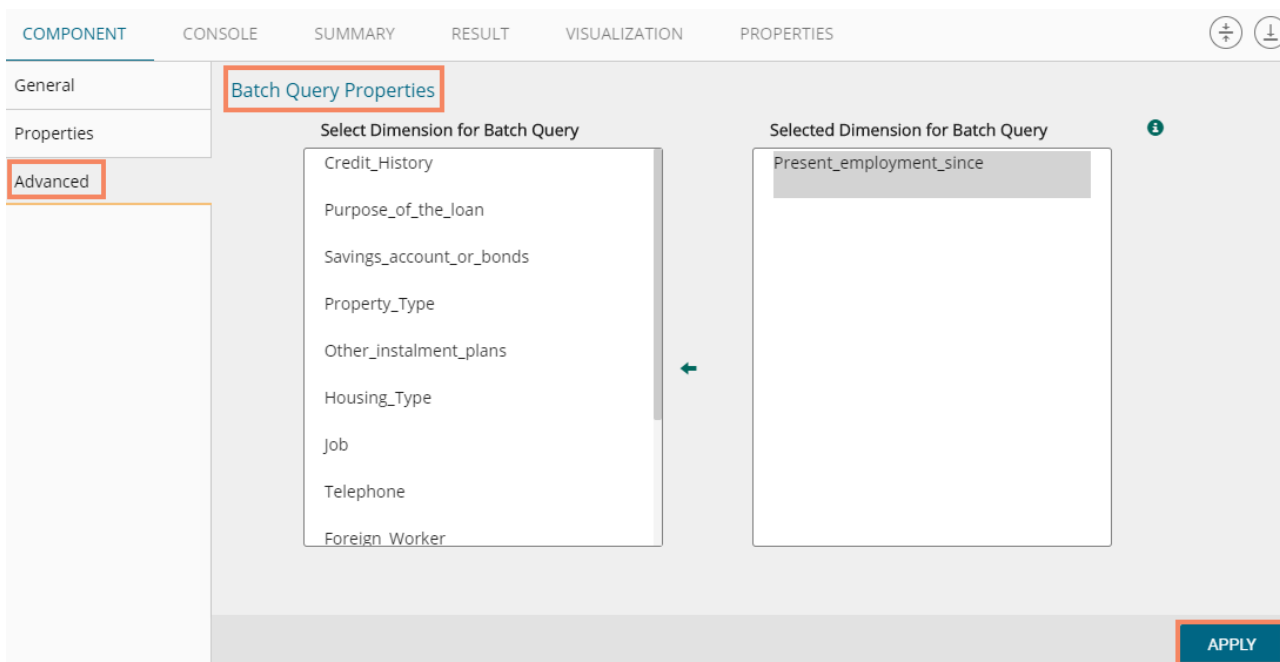 COMPONENT CONSOLE SUMMARY RESULT VISUALIZATION PROPERTIES
General
Properties
Advanced
Batch Query Properties
Select Dimension for Batch Query
Credit_History
Purpose_of_the_loan
Savings_account_or_bonds
Property_Type
Other_instalment_plans
Housing_Type
Job
Telephone
Foreign_Worker
Selected Dimension for Batch Query
Present_employment_since
APPLY